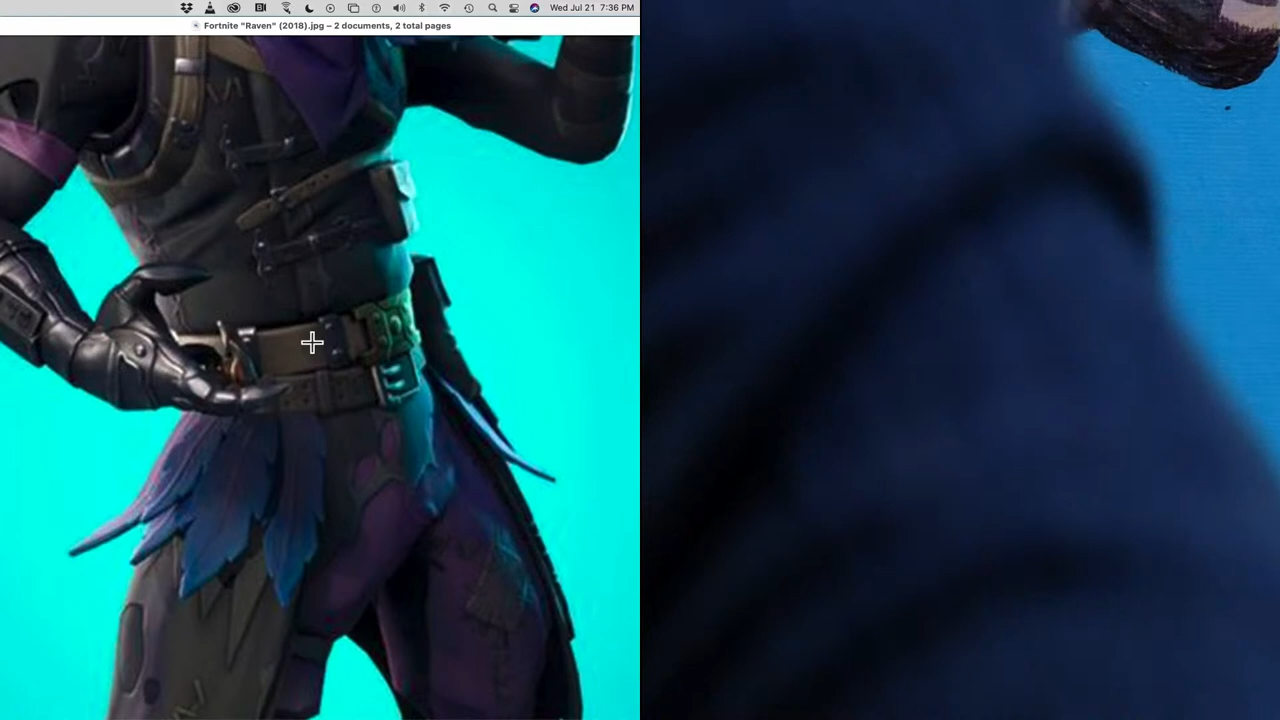 Wed Jul 21 7:36 PM
Fortnite "Raven" (2018).jpg – 2 documents, 2 total pages